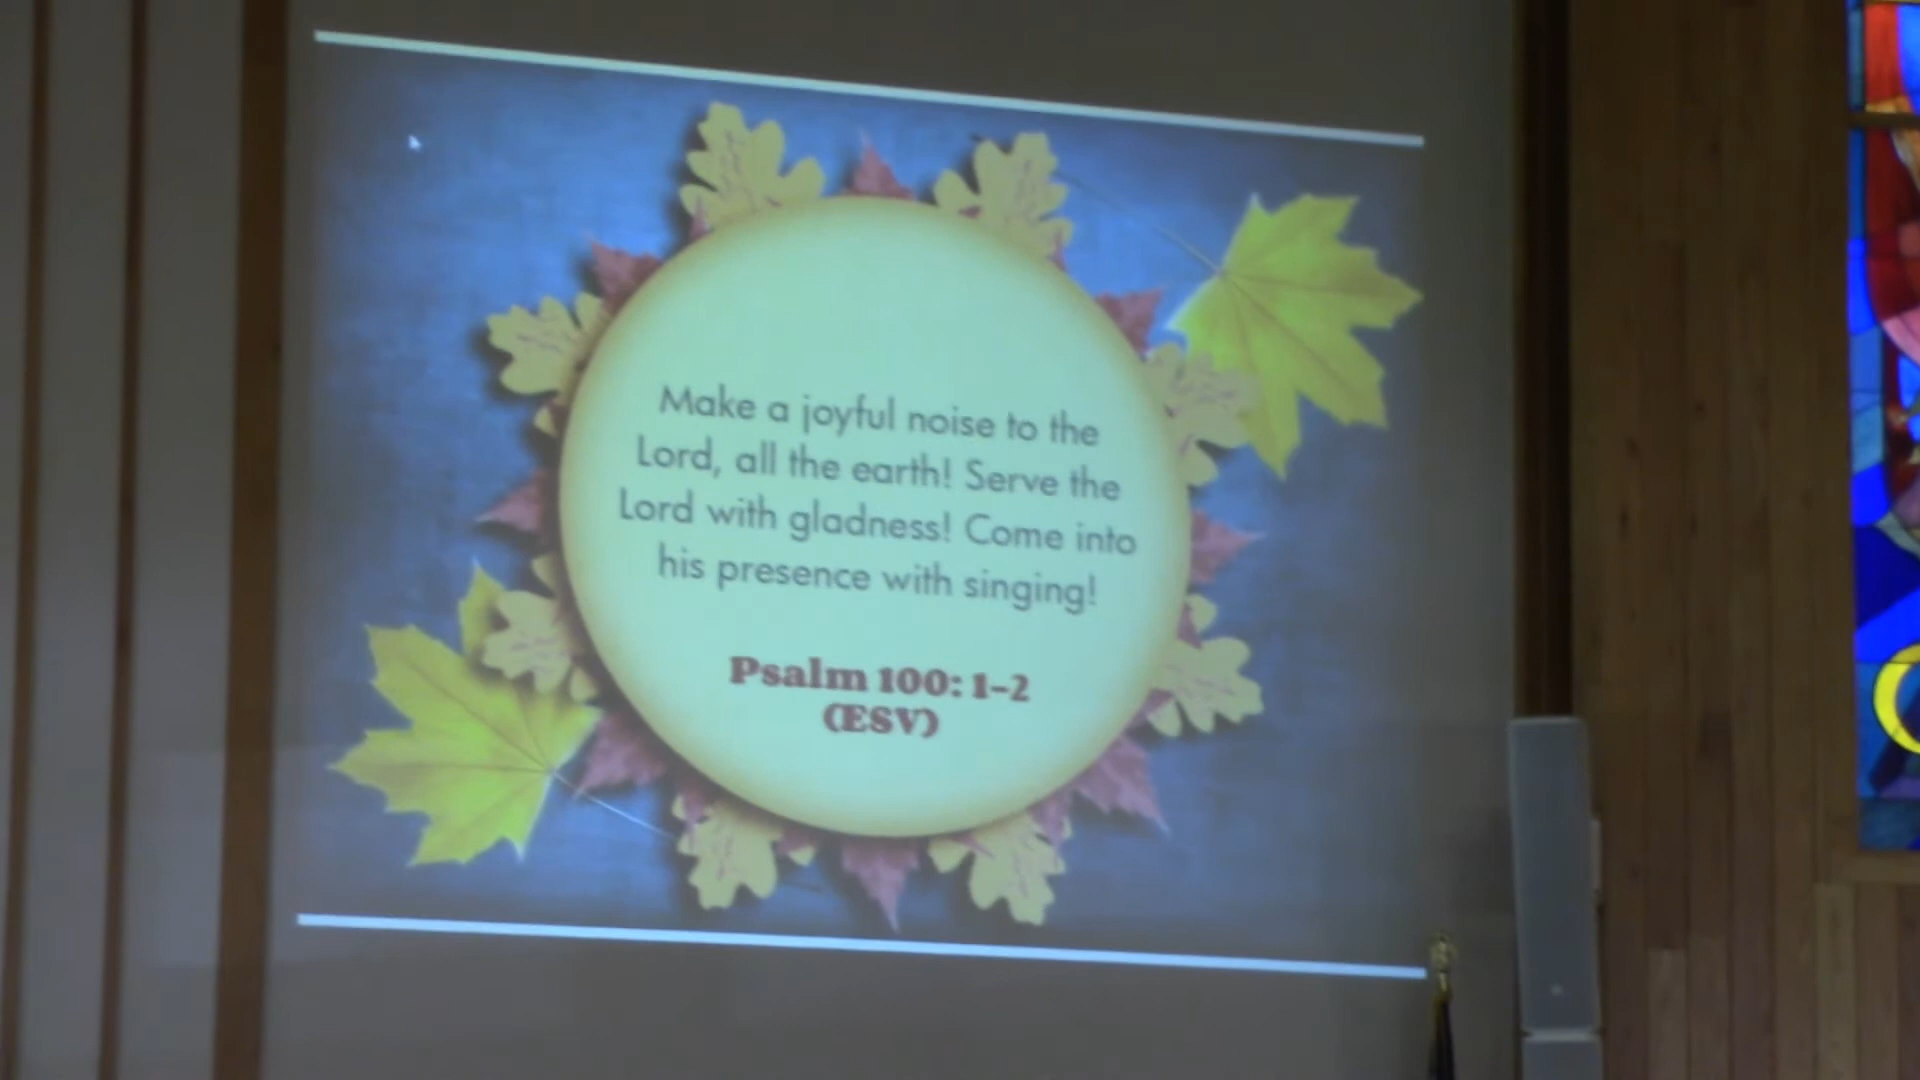 Make a joyful noise to the
Lord, all the earth! Serve the
Lord with gladness! Come into
his presence with singing!
Psalm 100: 1-2
(ESV)